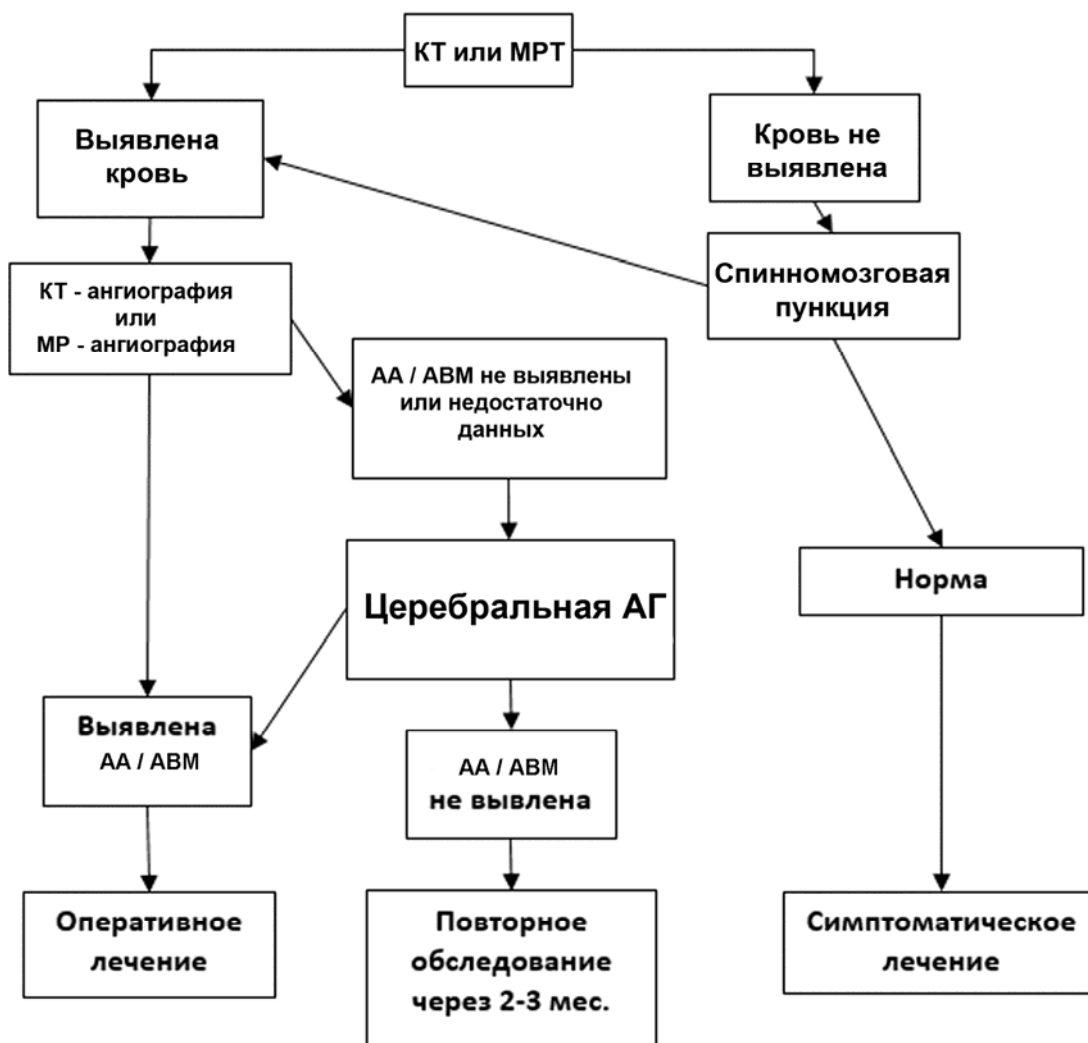 КТ или МРТ
Выявлена
кровь
Кровь не
выявлена
Спинномозговая
пункция
КТ - ангиография
или
МР - ангиография
АА / АВМ не выявлены
или недостаточно
данных
Церебральная АГ
Норма
Выявлена
АА / АВМ
АА / АВМ
не вывлена
Оперативное
лечение
Повторное
обследование
через 2-3 мес.
Симптоматическое
лечение